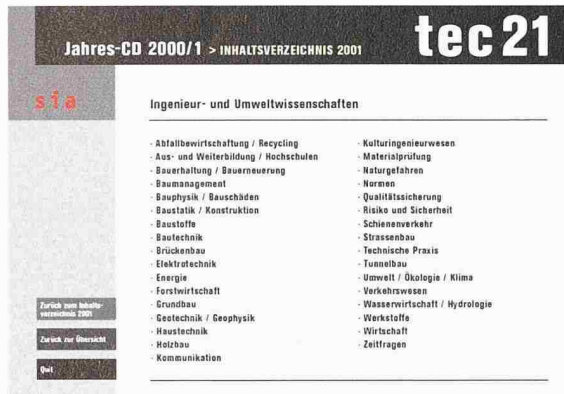 Jahres-CD 2000/1 > INHALTSVERZEICHNIS 2001
tec21
sia
Ingenieur- und Umweltwissenschaften
- Abfallbewirtschaftung / Recycling
- Aus- und Weiterbildung / Hochschulen
- Bauerhaltung / Bauerneuerung
- Baumanagement
- Bauphysik / Bauschäden
- Baustatik / Konstruktion
- Baustoffe
- Bautechnik
- Brückenbau
- Elektrotechnik
- Energie
- Forstwirtschaft
- Grundbau
- Geotechnik / Geophysik
- Haustechnik
- Holzbau
- Kommunikation
- Kulturingenieurwesen
- Materialprüfung
- Naturgefahren
- Normen
- Qualitätssicherung
- Risiko und Sicherheit
- Schienenverkehr
- Strassenbau
- Technische Praxis
- Tunnelbau
- Umwelt / Ökologie / Klima
- Verkehrswesen
- Wasserwirtschaft / Hydrologie
- Werkstoffe
- Wirtschaft
- Zeitfragen
Zurück zum Inhalts-
verzeichnis 2001
Zurück zur Übersicht
Quit